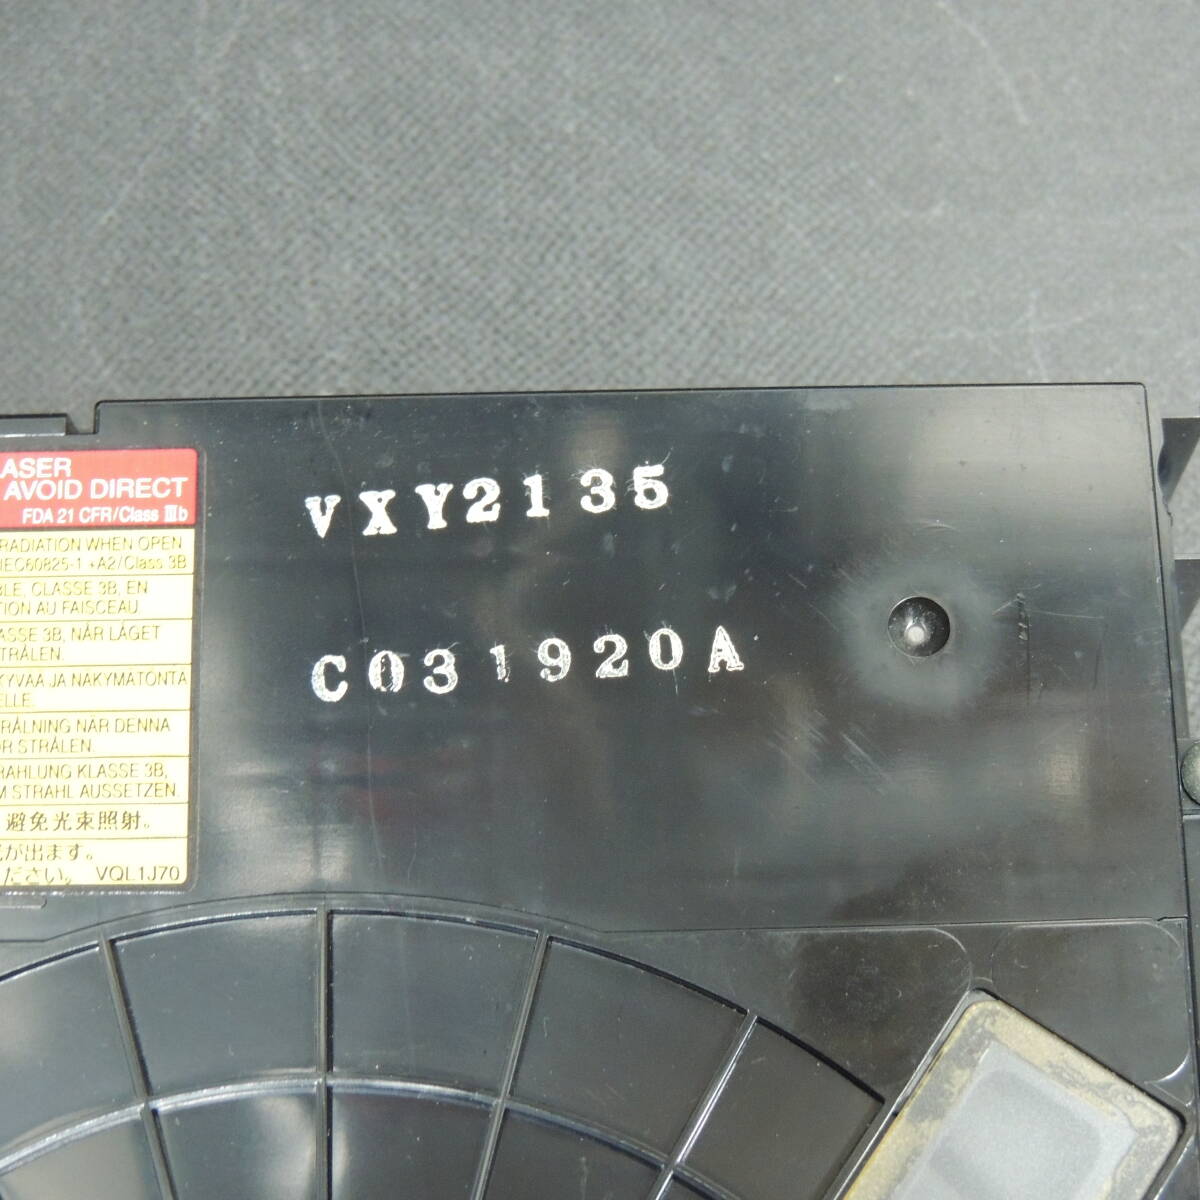 ASER
AVOID DIRECT
FDA 21 CFR/Class Ⅲb
RADIATION WHEN OPEN
IEC60825-1 +A2/Class 3B
BLE, CLASSE 3B, EN
TION AU FAISCEAU.
ASSE 3B, NÅR LÅGET
TRÅLEN.
KYVAA JA NÄKYMÄTÖNTÄ
ELLE.
TRÅLNING NÄR DENNA
R STRÅLEN.
RAHLUNG KLASSE 3B,
M STRAHL AUSSETZEN.
避免光束照射。
が出ます。
ださい。 VQL1J70
VXY2135
C031920A